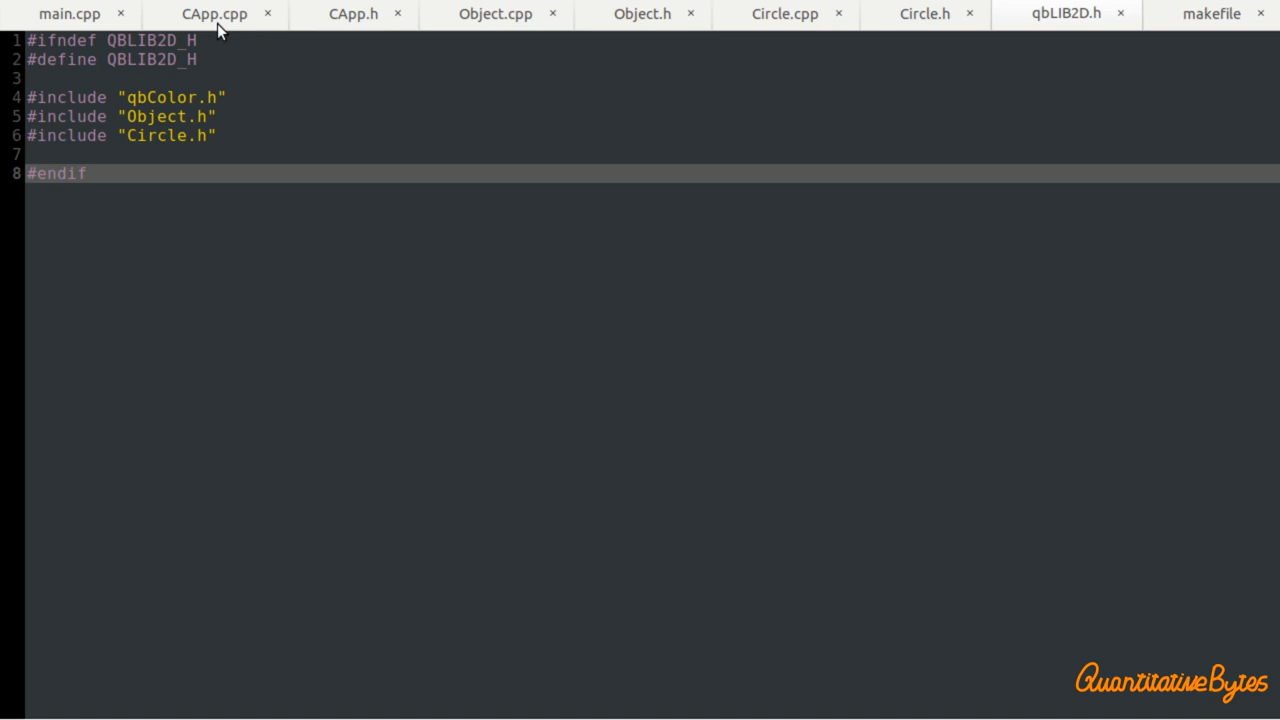 main.cpp × CApp.cpp × CApp.h × Object.cpp × Object.h × Circle.cpp × Circle.h × qbLIB2D.h × makefile ×
1 #ifndef QBLIB2D_H
2 #define QBLIB2D_H
3
4 #include "qbColor.h"
5 #include "Object.h"
6 #include "Circle.h"
7
8 #endif
QuantitativeBytes